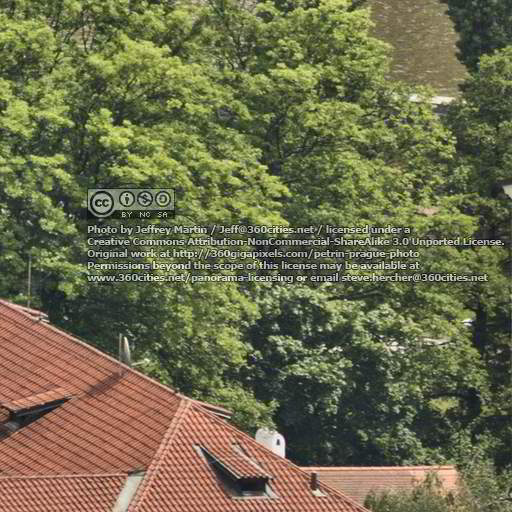 cc
BY NC SA
Photo by Jeffrey Martin / Jeff@360cities.net / licensed under a
Creative Commons Attribution-NonCommercial-ShareAlike 3.0 Unported License.
Original work at http://360gigapixels.com/petrin-prague-photo
Permissions beyond the scope of this license may be available at
www.360cities.net/panorama-licensing or email steve.hercher@360cities.net